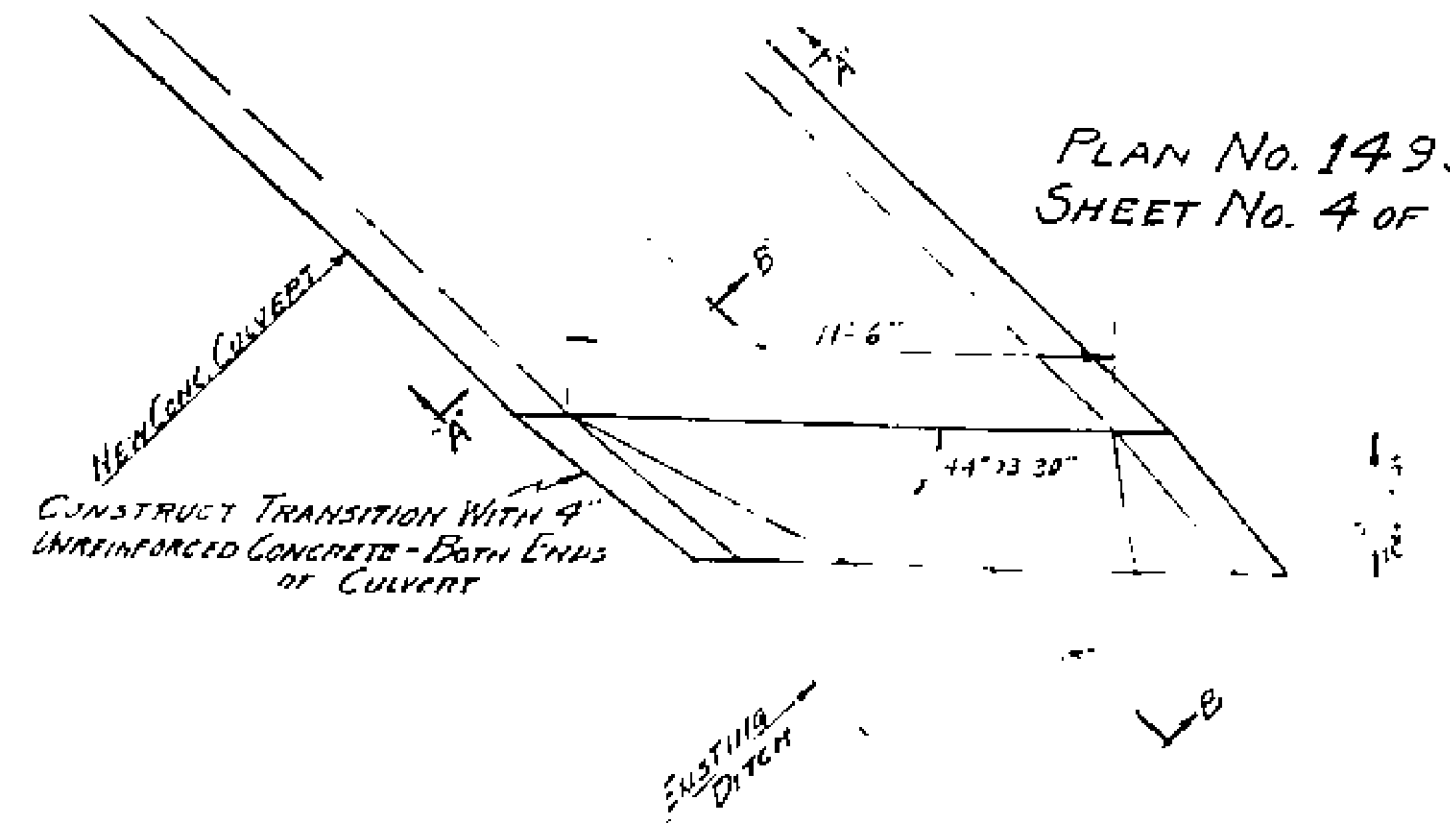 PLAN No. 149
SHEET No. 4 OF
B
11-6"
NEW CONC. CULVERT
A
44° 13 30"
CONSTRUCT TRANSITION WITH 4"
UNREINFORCED CONCRETE - BOTH ENDS
OF CULVERT
EXISTING
DITCH
B